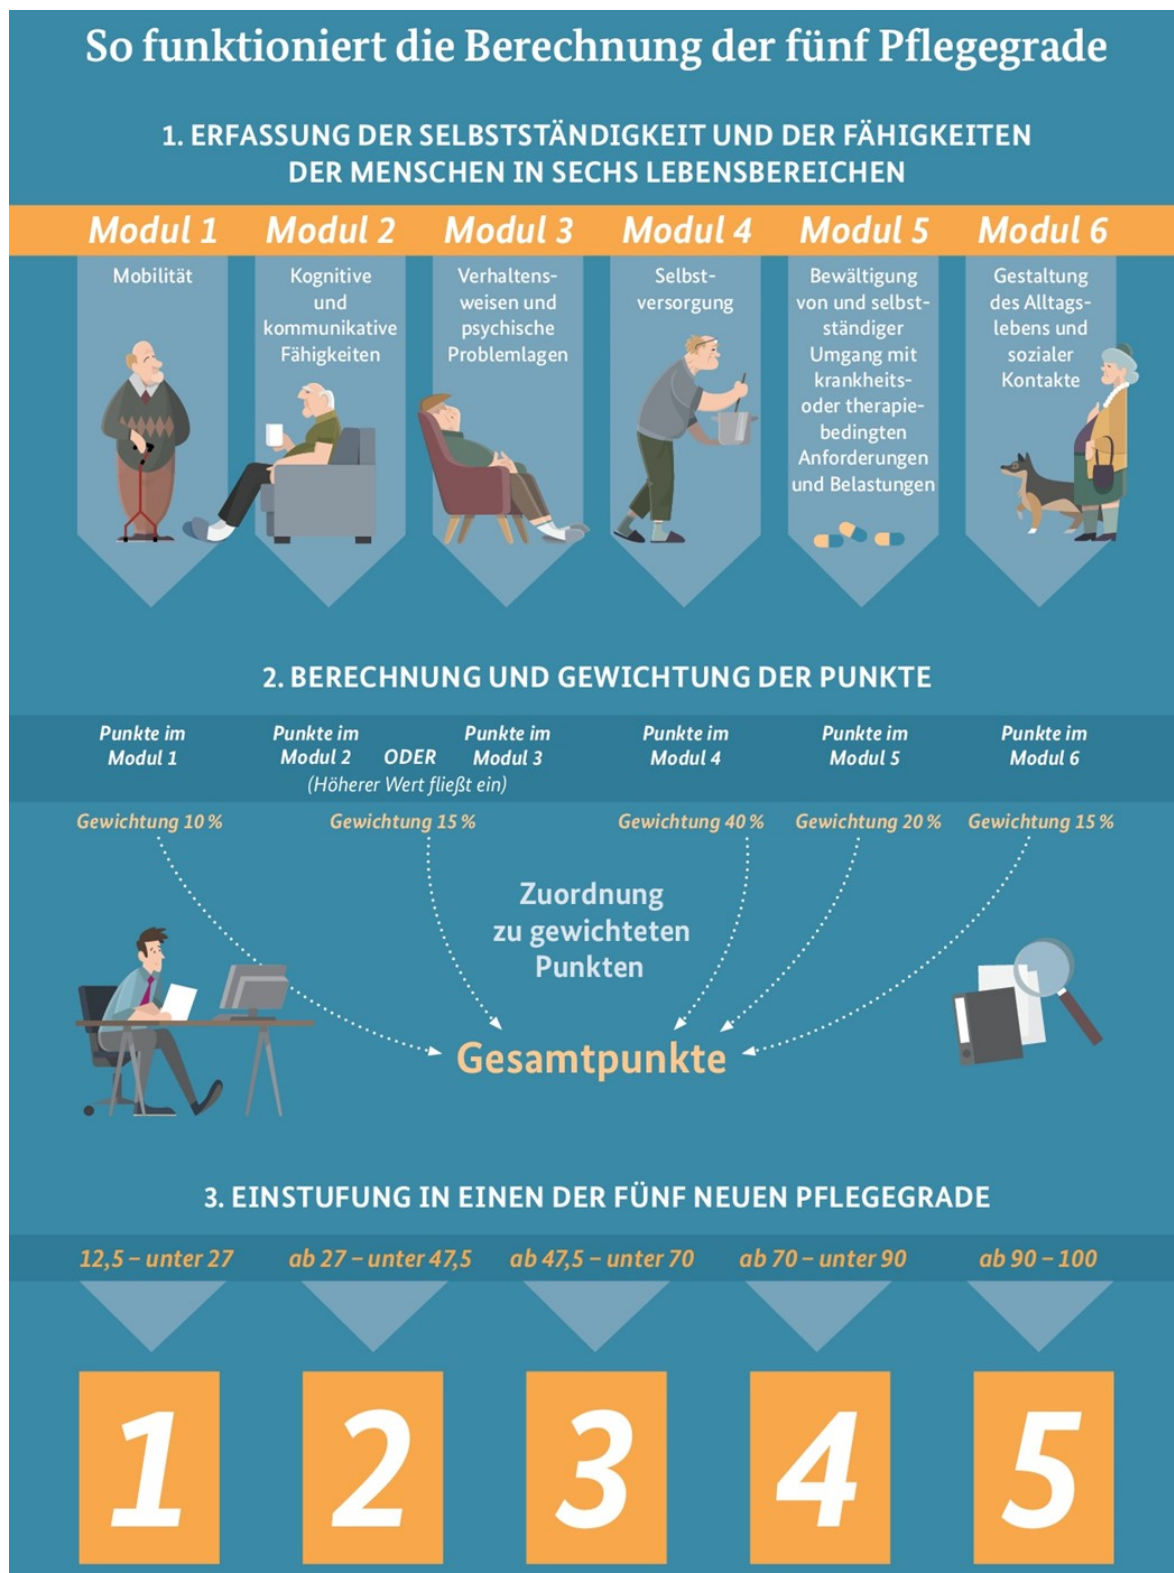 So funktioniert die Berechnung der fünf Pflegegrade
1. ERFASSUNG DER SELBSTSTÄNDIGKEIT UND DER FÄHIGKEITEN
DER MENSCHEN IN SECHS LEBENSBEREICHEN
Modul 1
Mobilität
Modul 2
Kognitive
und
kommunikative
Fähigkeiten
Modul 3
Verhaltens-
weisen und
psychische
Problemlagen
Modul 4
Selbst-
versorgung
Modul 5
Bewältigung
von und selbst-
ständiger
Umgang mit
krankheits-
oder therapie-
bedingten
Anforderungen
und Belastungen
Modul 6
Gestaltung
des Alltags-
lebens und
sozialer
Kontakte
2. BERECHNUNG UND GEWICHTUNG DER PUNKTE
Punkte im
Modul 1
Punkte im
Modul 2
ODER
Punkte im
Modul 3
(Höherer Wert fließt ein)
Punkte im
Modul 4
Punkte im
Modul 5
Punkte im
Modul 6
Gewichtung 10 %
Gewichtung 15 %
Gewichtung 40 %
Gewichtung 20 %
Gewichtung 15 %
Zuordnung
zu gewichteten
Punkten
Gesamtpunkte
3. EINSTUFUNG IN EINEN DER FÜNF NEUEN PFLEGEGRADE
12,5 – unter 27
ab 27 – unter 47,5
ab 47,5 – unter 70
ab 70 – unter 90
ab 90 – 100
1
2
3
4
5